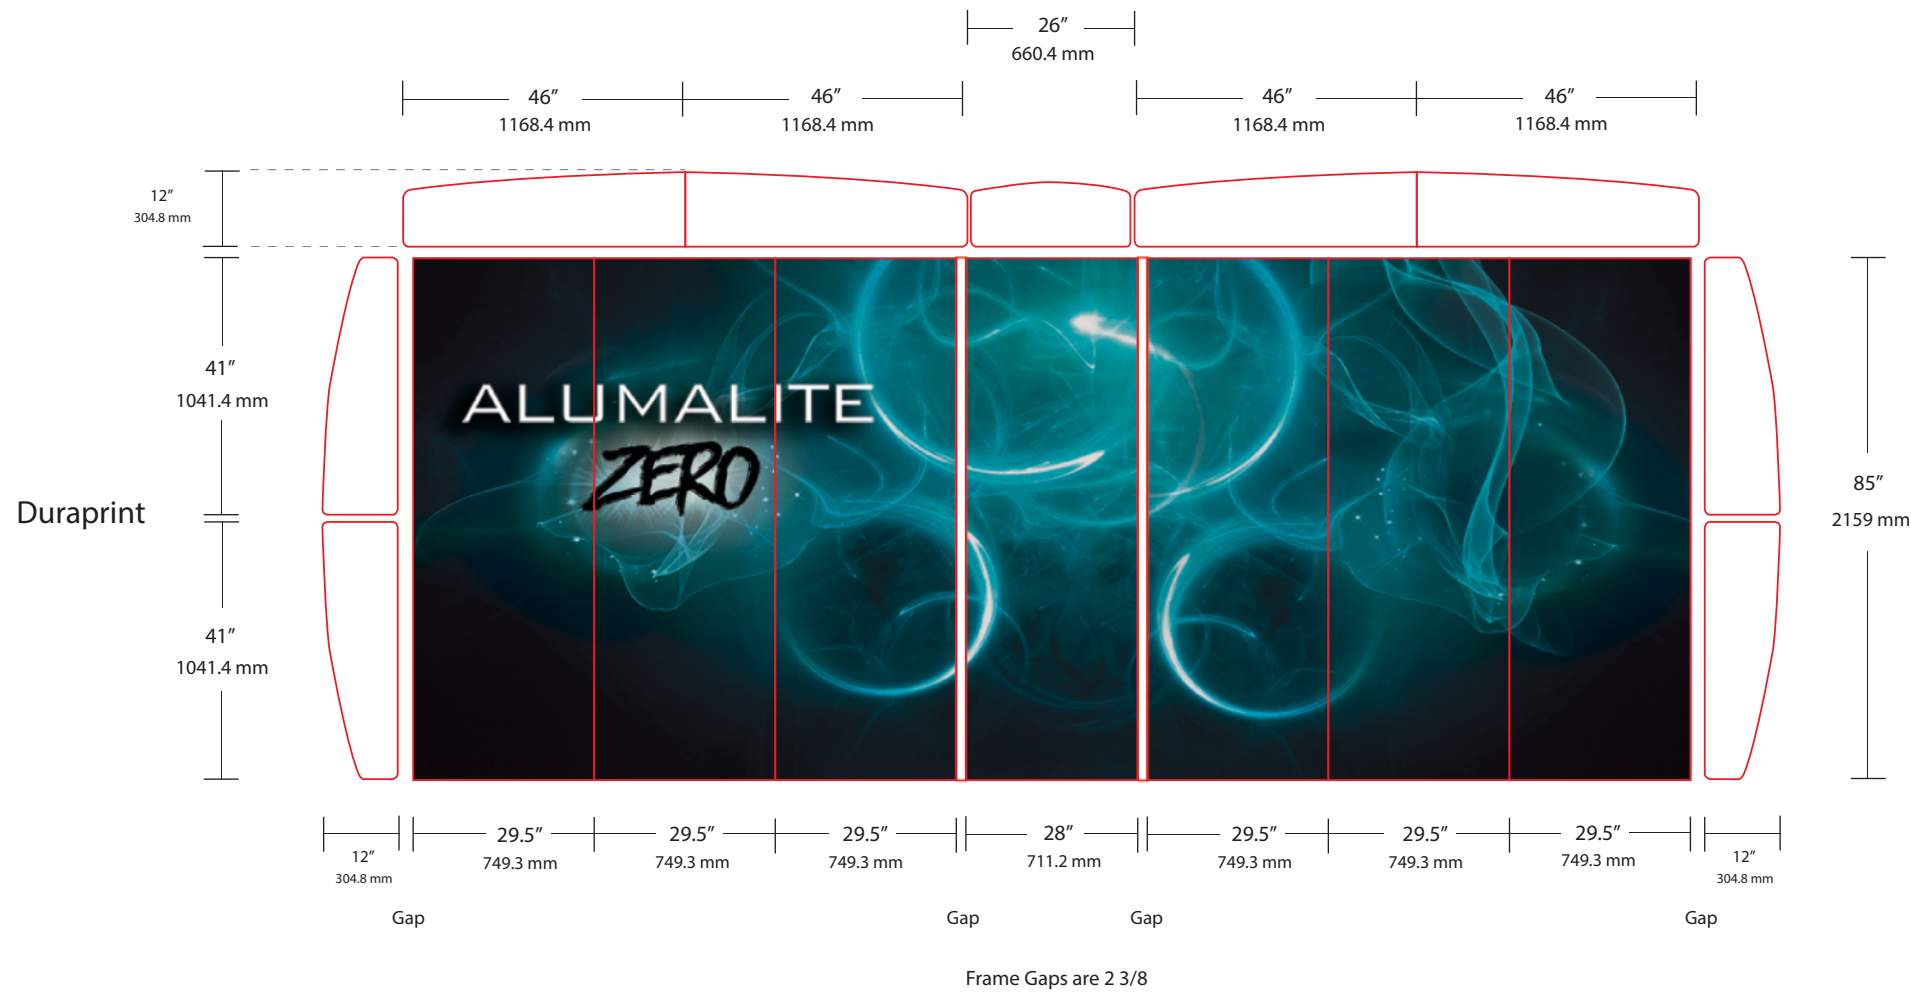 26”
660.4 mm
46”
46”
46”
46”
1168.4 mm
1168.4 mm
1168.4 mm
1168.4 mm
12”
304.8 mm
41”
1041.4 mm
ALUMALITE
ZERO
85”
2159 mm
Duraprint
41”
1041.4 mm
29.5”
29.5”
29.5”
28”
29.5”
29.5”
29.5”
749.3 mm
749.3 mm
749.3 mm
711.2 mm
749.3 mm
749.3 mm
749.3 mm
12”
304.8 mm
12”
304.8 mm
Gap
Gap
Gap
Gap
Frame Gaps are 2 3/8